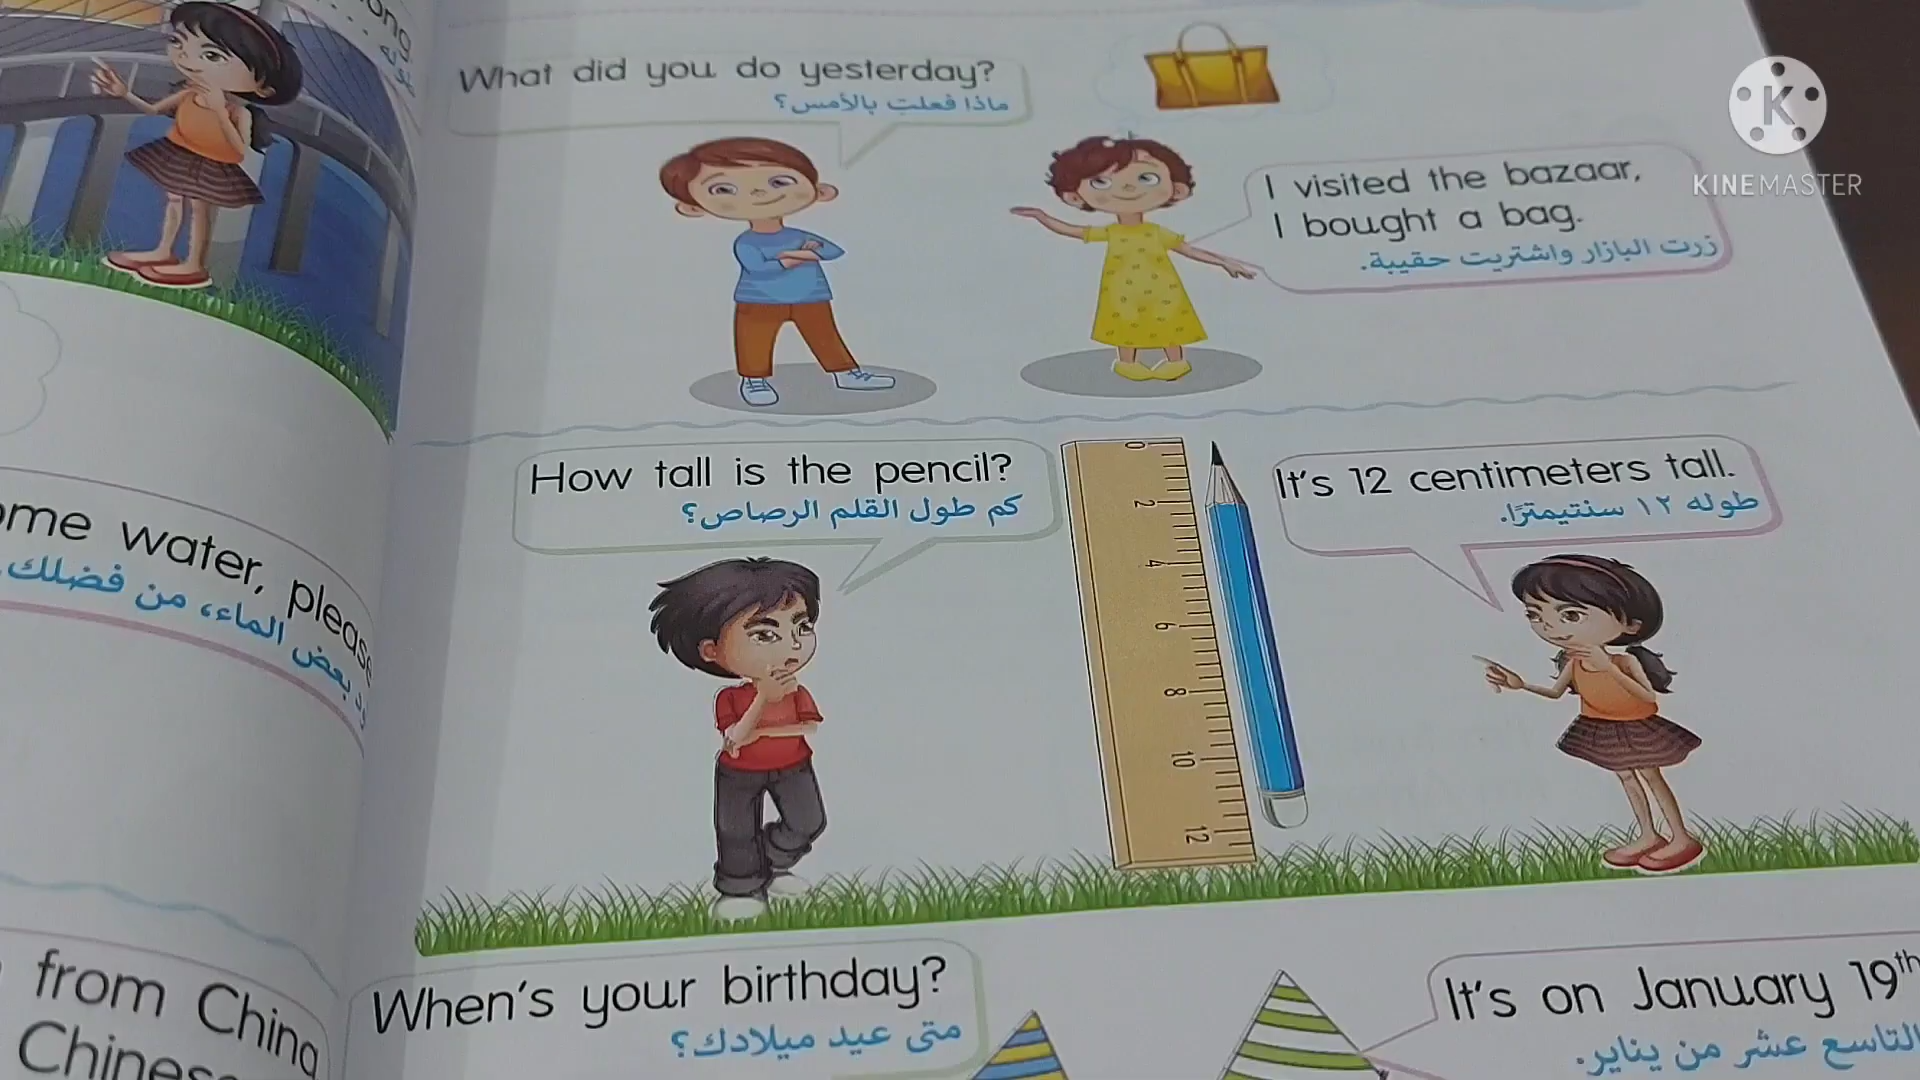 What did you do yesterday?
ماذا فعلت بالأمس؟
I visited the bazaar,
I bought a bag.
زرت البازار واشتريت حقيبة.
K
KINEMASTER
How tall is the pencil?
كم طول القلم الرصاص؟
0
2
4
6
8
10
12
It's 12 centimeters tall.
طوله ١٢ سنتيمترًا.
When's your birthday?
متى عيد ميلادك؟
It's on January 19th
التاسع عشر من يناير.
water, please
بعض الماء، من فضلك
from China